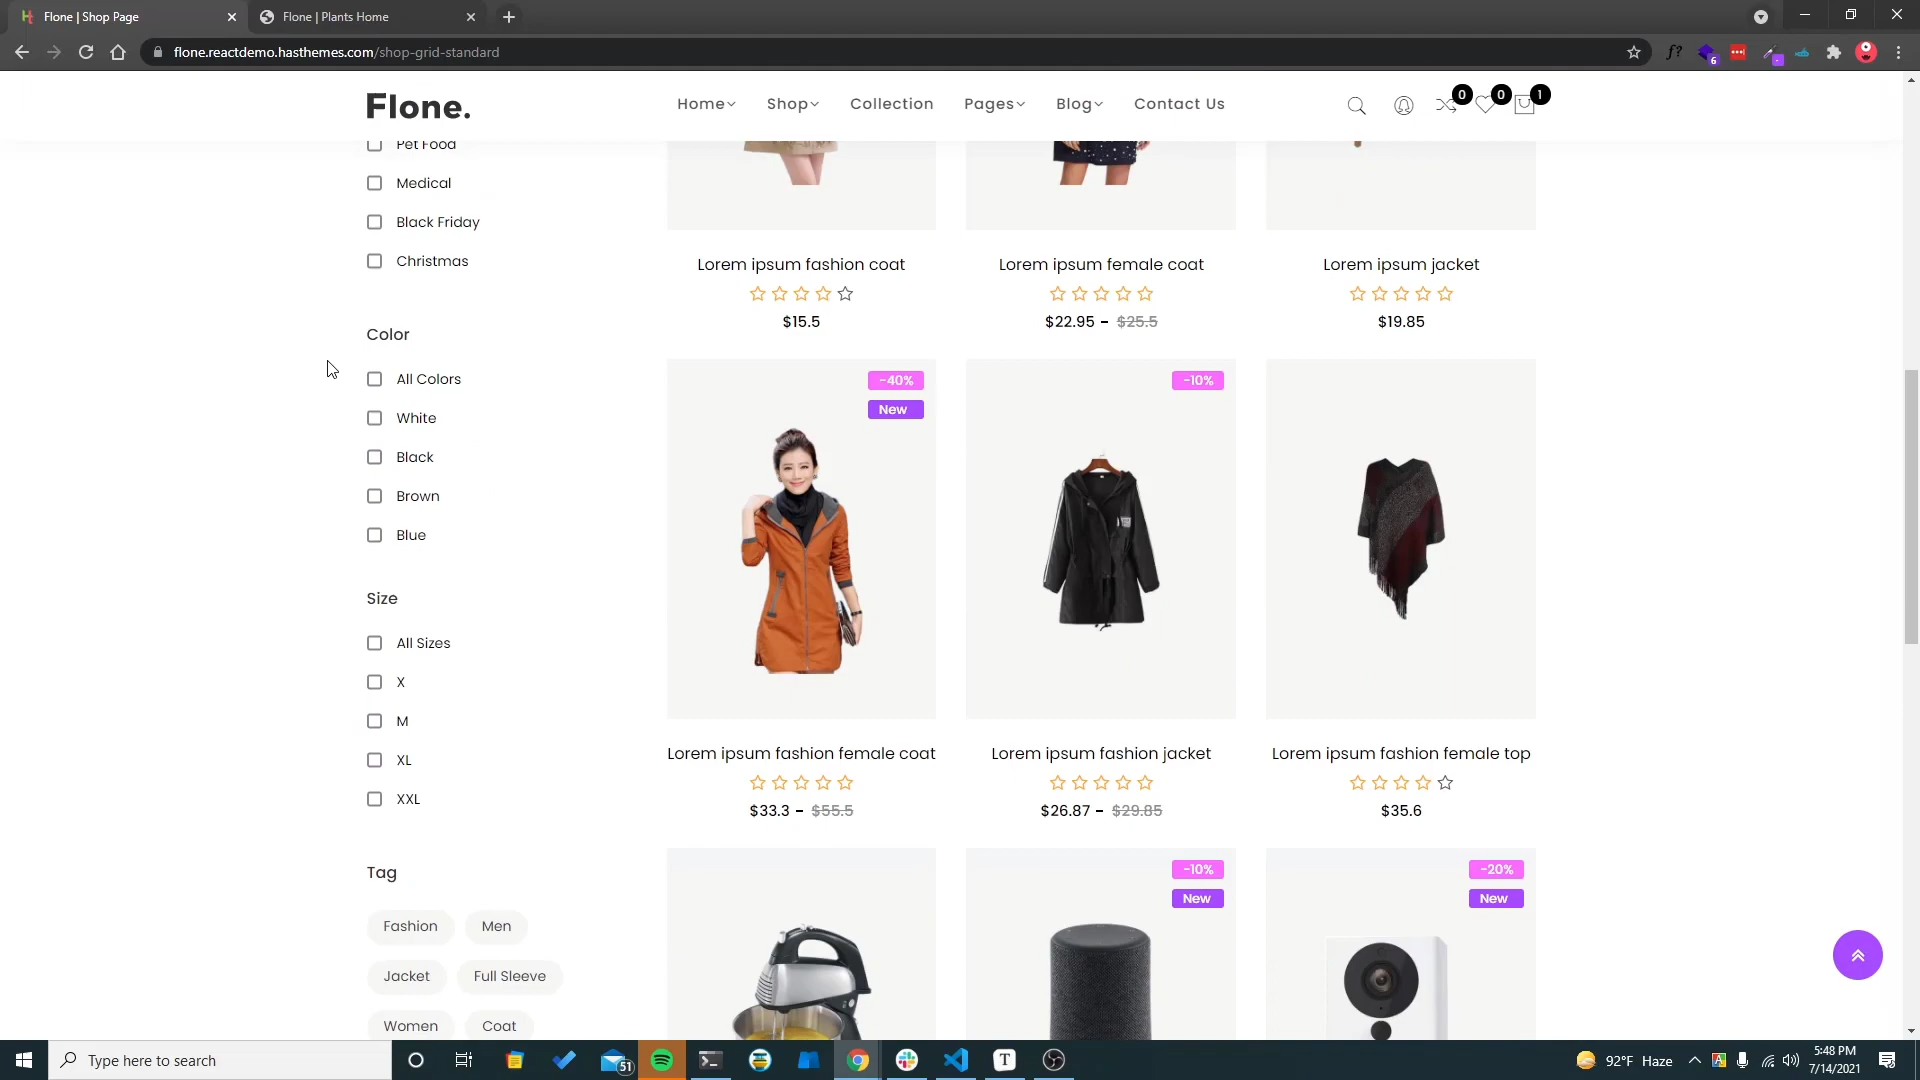 Flone | Shop Page
Flone | Plants Home
flone.reactdemo.hasthemes.com/shop-grid-standard
f?
6
Flone.
Home
Shop
Collection
Pages
Blog
Contact Us
0
0
1
Pet Food
Medical
Black Friday
Christmas
Color
All Colors
White
Black
Brown
Blue
Size
All Sizes
X
M
XL
XXL
Tag
Fashion
Men
Jacket
Full Sleeve
Women
Coat
Lorem ipsum fashion coat
$15.5
Lorem ipsum female coat
$22.95 - $25.5
Lorem ipsum jacket
$19.85
-40%
New
Lorem ipsum fashion female coat
$33.3 - $55.5
-10%
Lorem ipsum fashion jacket
$26.87 - $29.85
Lorem ipsum fashion female top
$35.6
-10%
New
-20%
New
Type here to search
51
T
92°F Haze
A
5:48 PM
7/14/2021